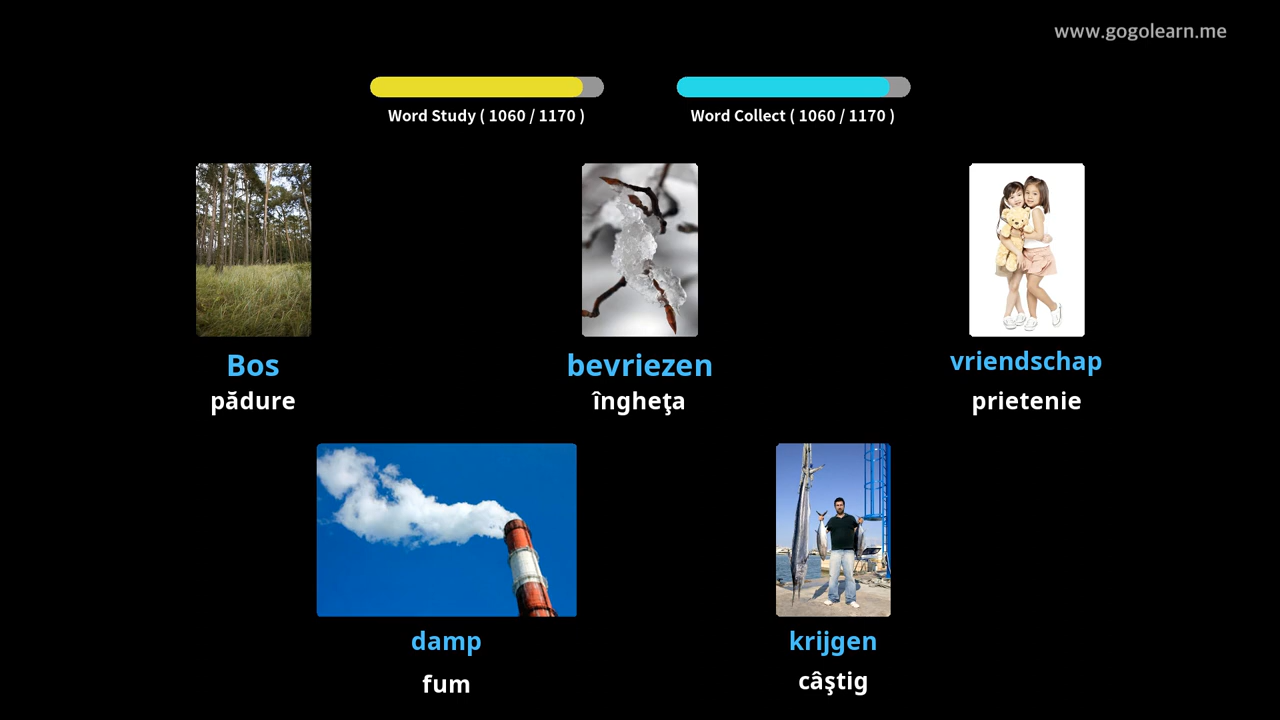 www.gogolearn.me
Word Study ( 1060 / 1170 )
Word Collect ( 1060 / 1170 )
Bos
pădure
bevriezen
îngheţa
vriendschap
prietenie
damp
fum
krijgen
câştig